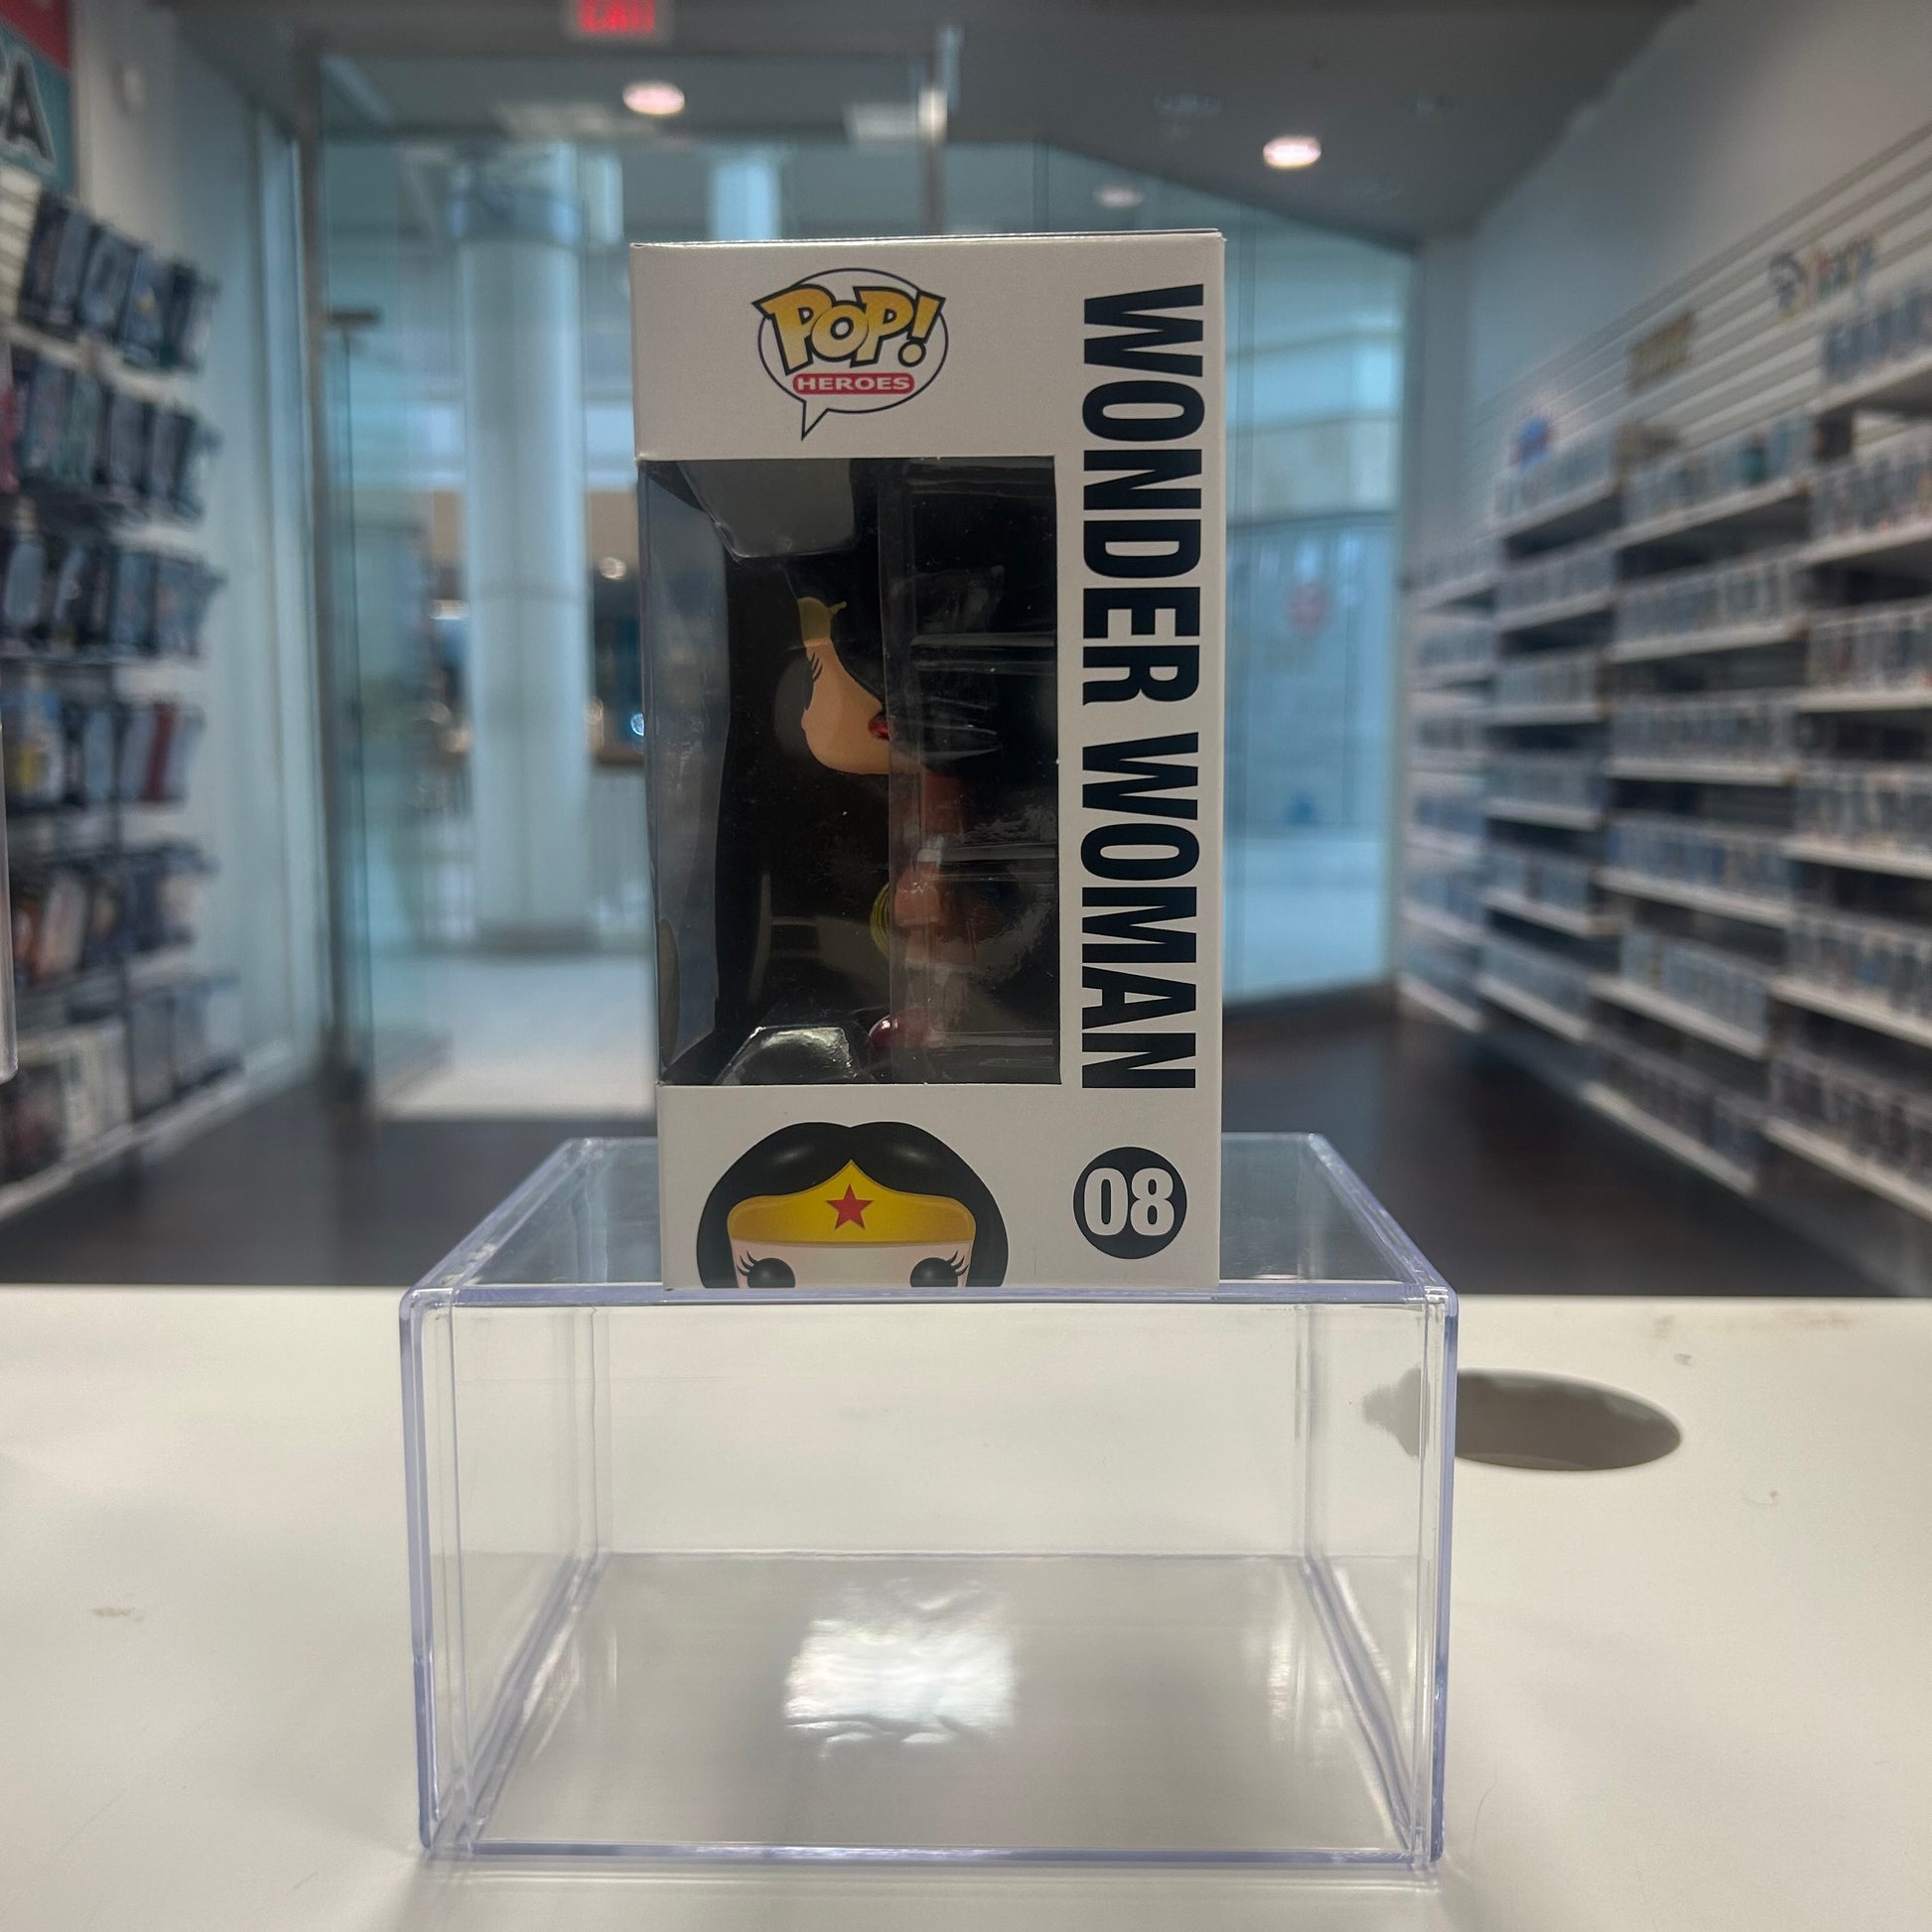 POP!
HEROES
WONDER WOMAN
08